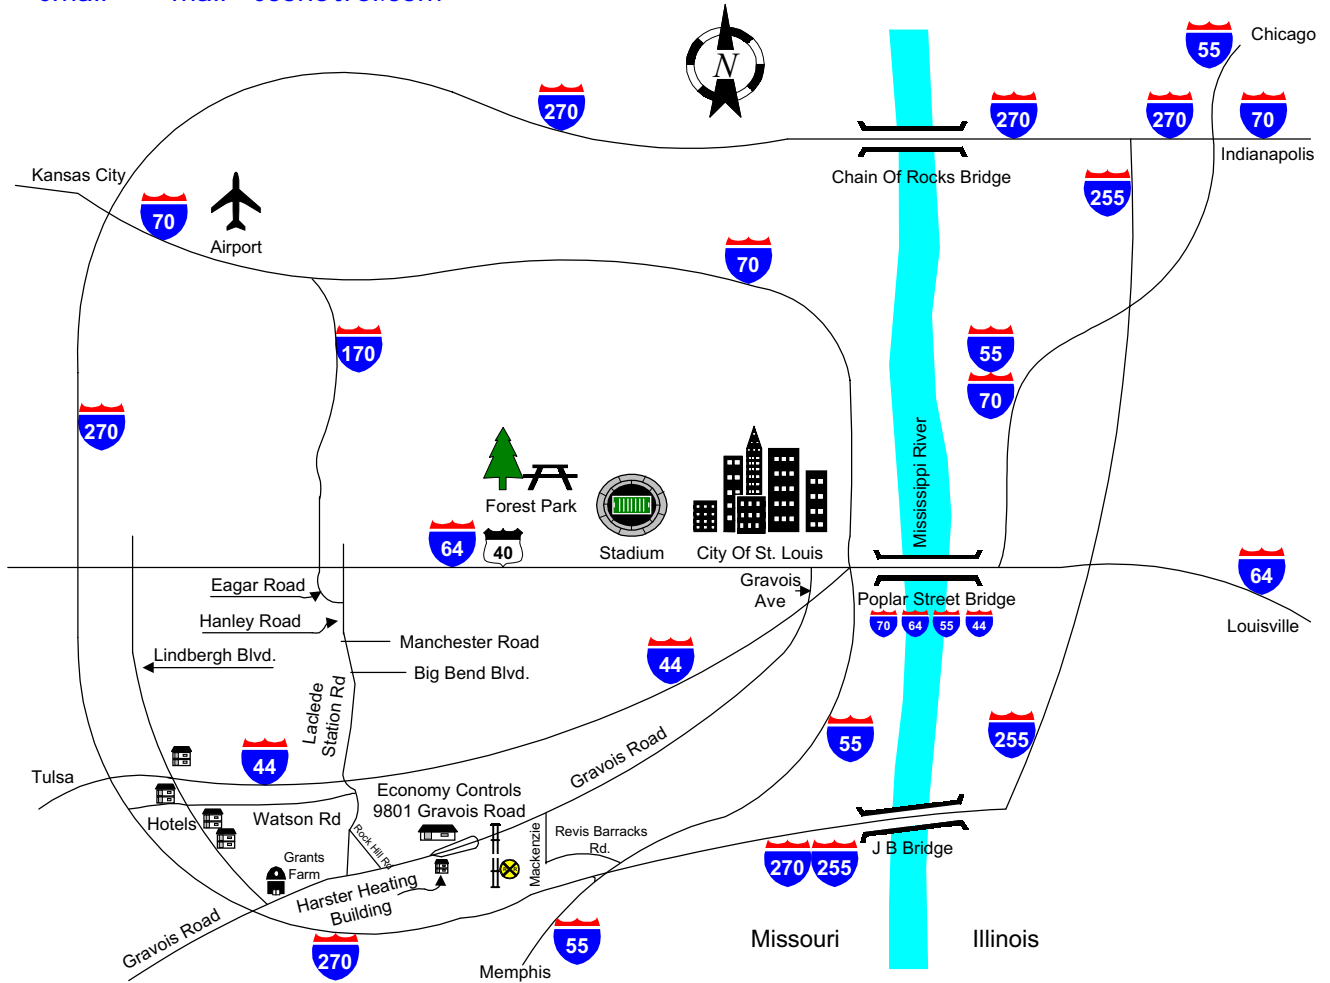 55
Chicago
N
270
270
270
70
Indianapolis
Chain Of Rocks Bridge
Kansas City
70
Airport
255
70
170
55
70
270
Mississippi River
Forest Park
64
40
Stadium
City Of St. Louis
64
Eagar Road
Gravois
Ave
Poplar Street Bridge
70
64
55
44
Louisville
Hanley Road
Manchester Road
Lindbergh Blvd.
Big Bend Blvd.
44
Laclede
Station Rd
55
255
44
Gravois Road
Tulsa
Economy Controls
9801 Gravois Road
Hotels
Watson Rd
Rock Hill Rd
Mackenzie
Revis Barracks
Rd.
J B Bridge
Grants
Farm
270
255
Harster Heating
Building
Gravois Road
270
55
Memphis
Missouri
Illinois